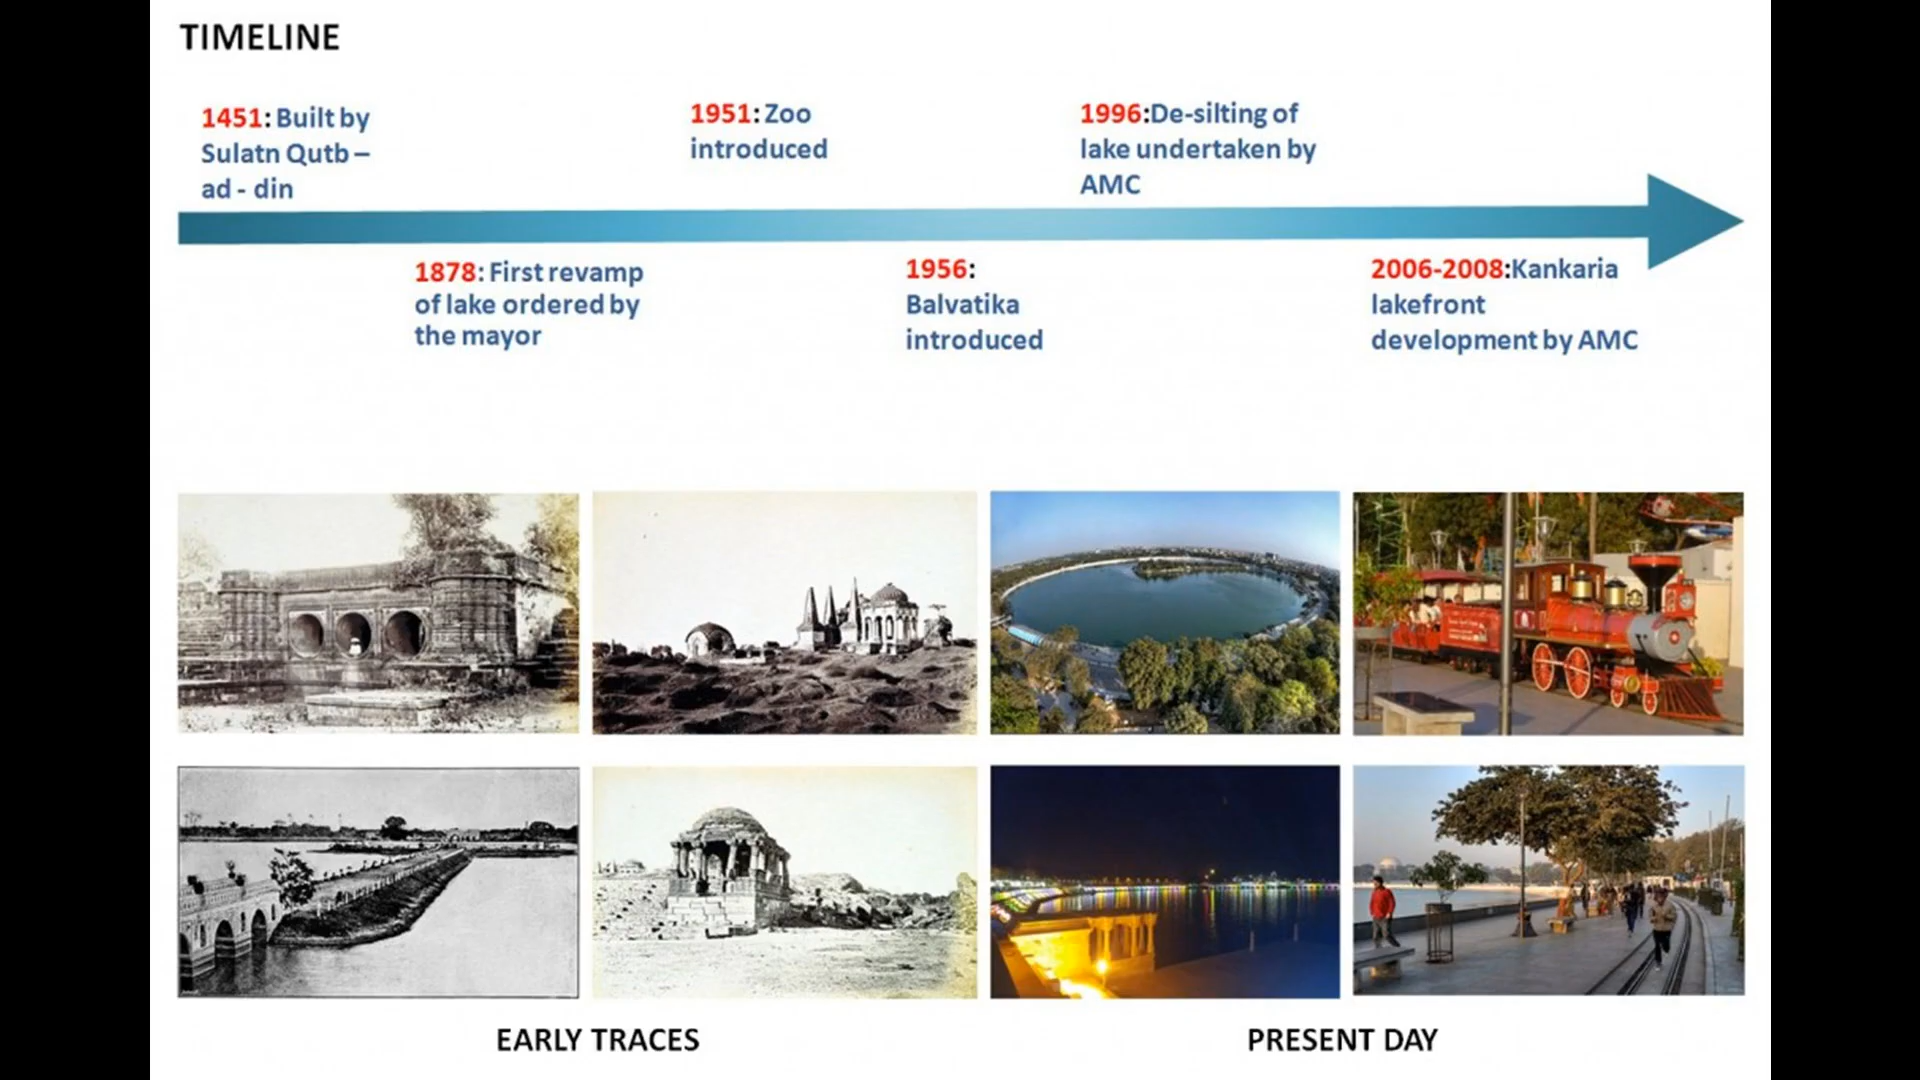 TIMELINE
1451: Built by
Sulatn Qutb –
ad - din
1878: First revamp
of lake ordered by
the mayor
1951: Zoo
introduced
1956:
Balvatika
introduced
1996:De-silting of
lake undertaken by
AMC
2006-2008:Kankaria
lakefront
development by AMC
EARLY TRACES
PRESENT DAY